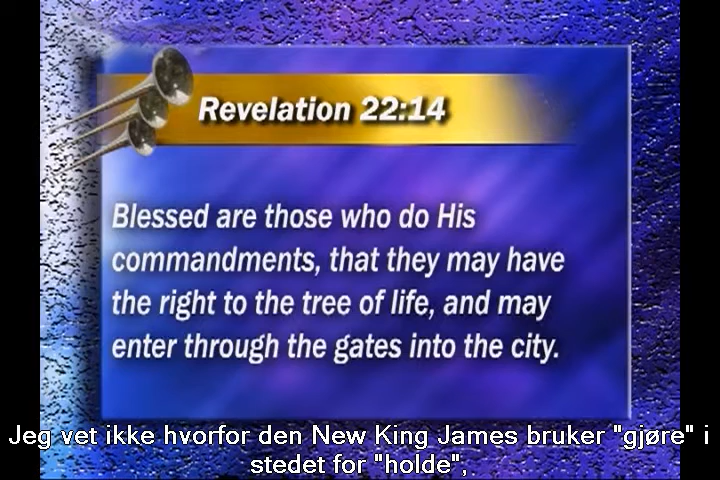 Revelation 22:14
Blessed are those who do His
commandments, that they may have
the right to the tree of life, and may
enter through the gates into the city.
Jeg vet ikke hvorfor den New King James bruker "gjøre" i
stedet for "holde",